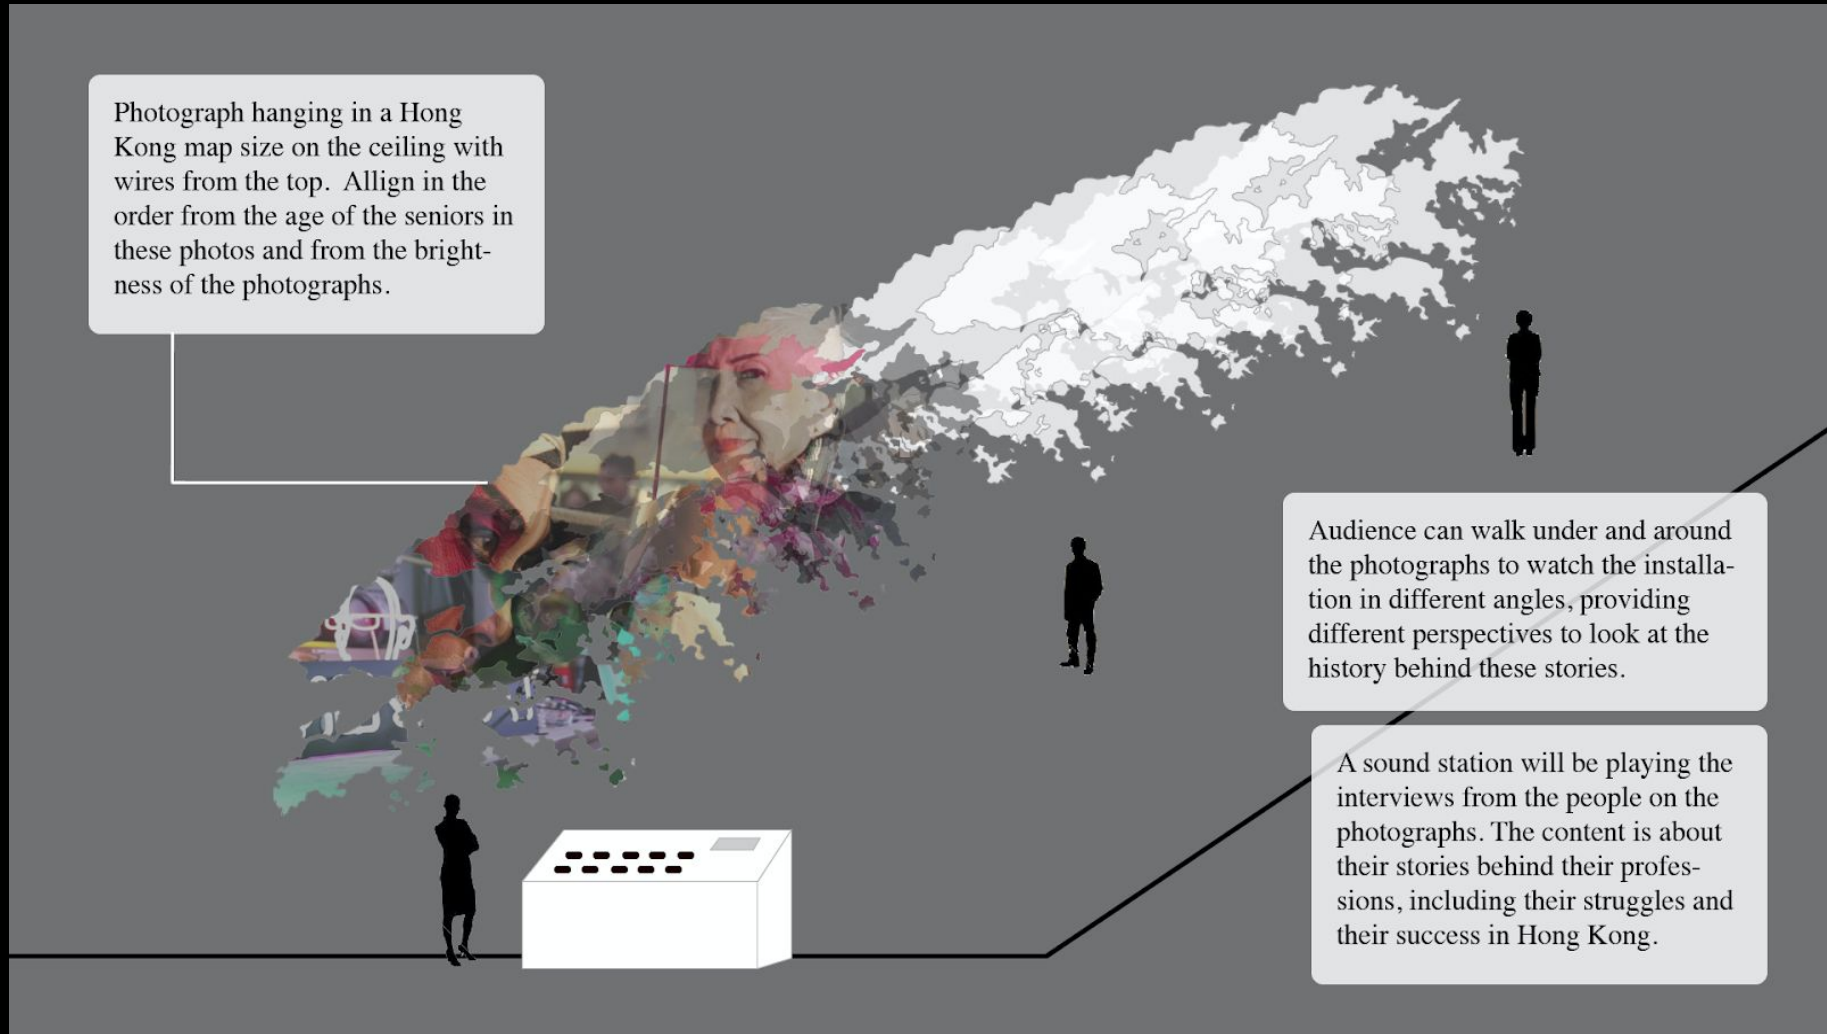 Photograph hanging in a Hong
Kong map size on the ceiling with
wires from the top.  Allign in the
order from the age of the seniors in
these photos and from the bright-
ness of the photographs.
Audience can walk under and around
the photographs to watch the installa-
tion in different angles, providing
different perspectives to look at the
history behind these stories.
A sound station will be playing the
interviews from the people on the
photographs. The content is about
their stories behind their profes-
sions, including their struggles and
their success in Hong Kong.